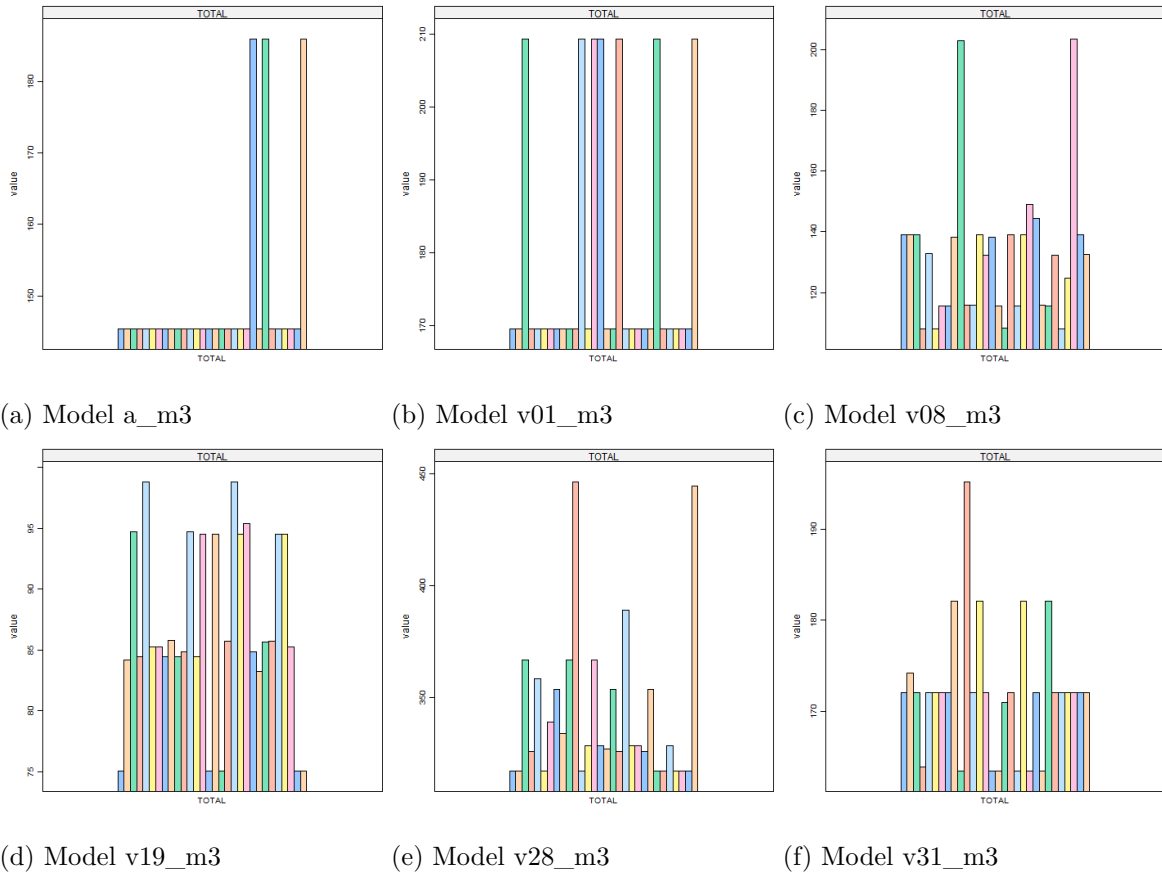 TOTAL TOTAL TOTAL
180
170
160
150
value
TOTAL
210
200
190
180
170
value
TOTAL
200
180
160
140
120
value
TOTAL
(a) Model a_m3 (b) Model v01_m3 (c) Model v08_m3
TOTAL TOTAL TOTAL
95
90
85
80
75
value
TOTAL
450
400
350
value
TOTAL
190
180
170
value
TOTAL
(d) Model v19_m3 (e) Model v28_m3 (f) Model v31_m3